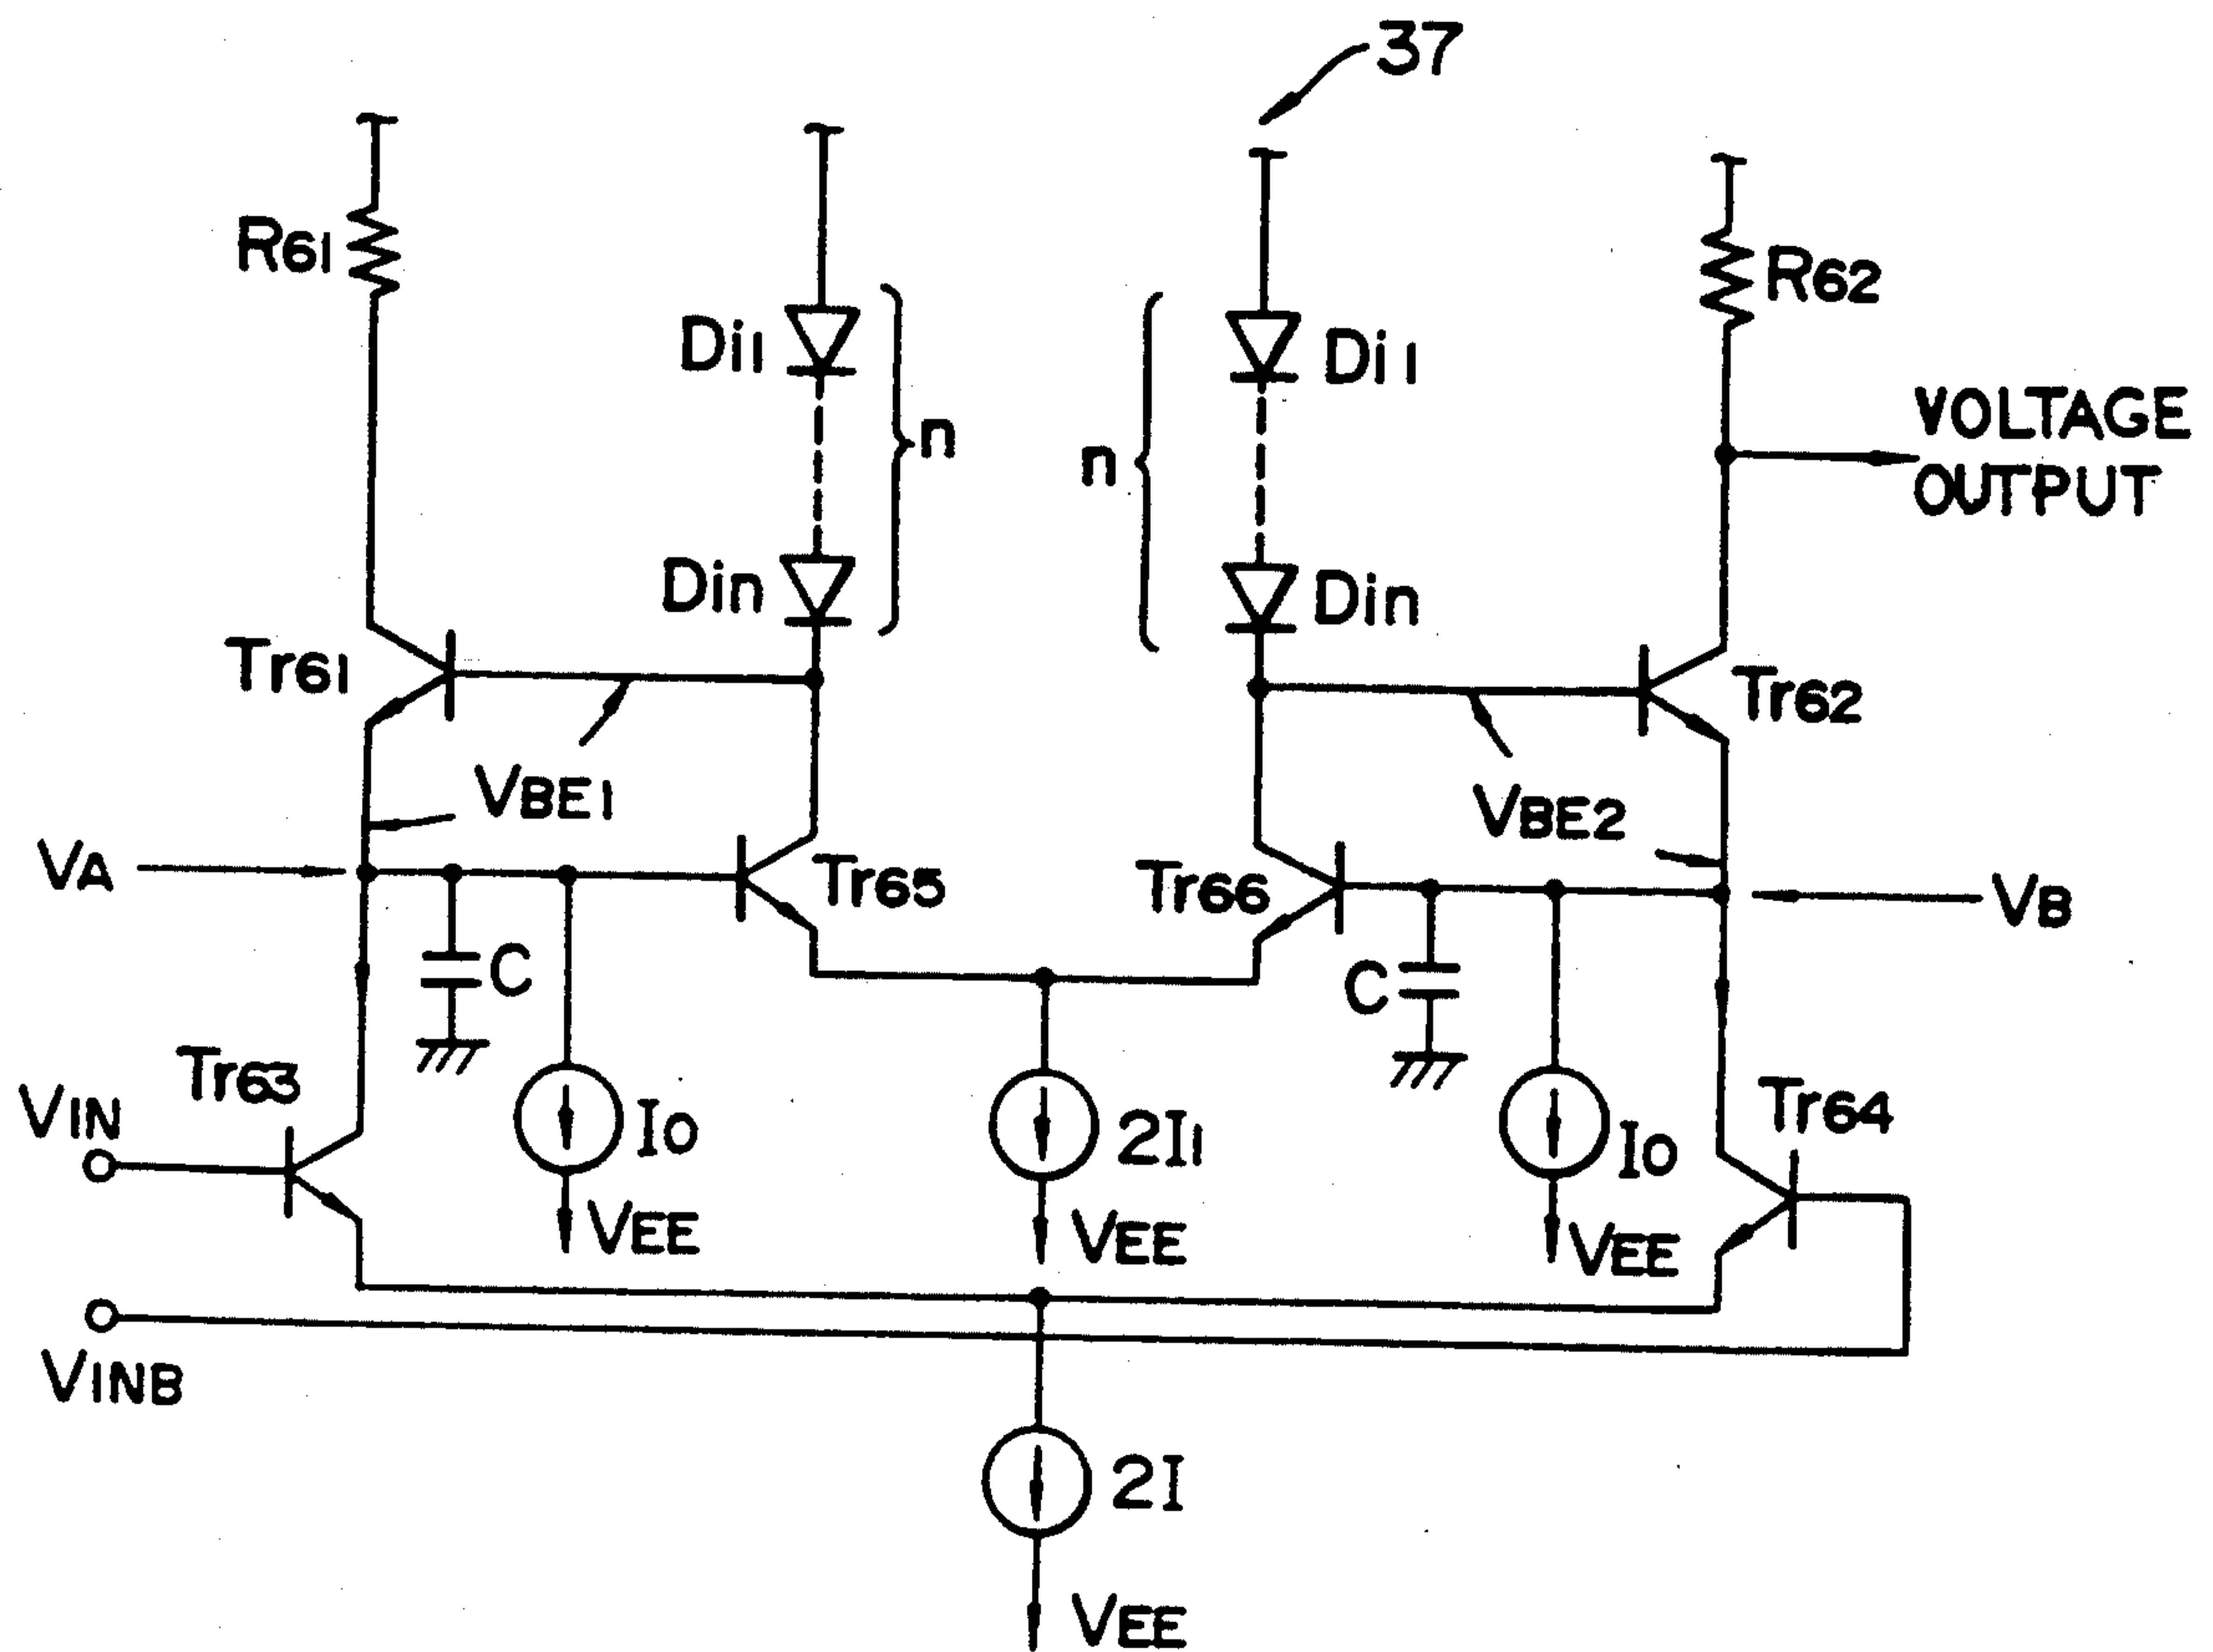 37
R61
Di1
n
n
Di1
R62
VOLTAGE
OUTPUT
Din
Din
Tr61
Tr62
VBE1
VBE2
VA
Tr65
Tr66
VB
C
C
Tr63
VIN
Io
2I1
Io
Tr64
VEE
VEE
VEE
VINB
2I
VEE